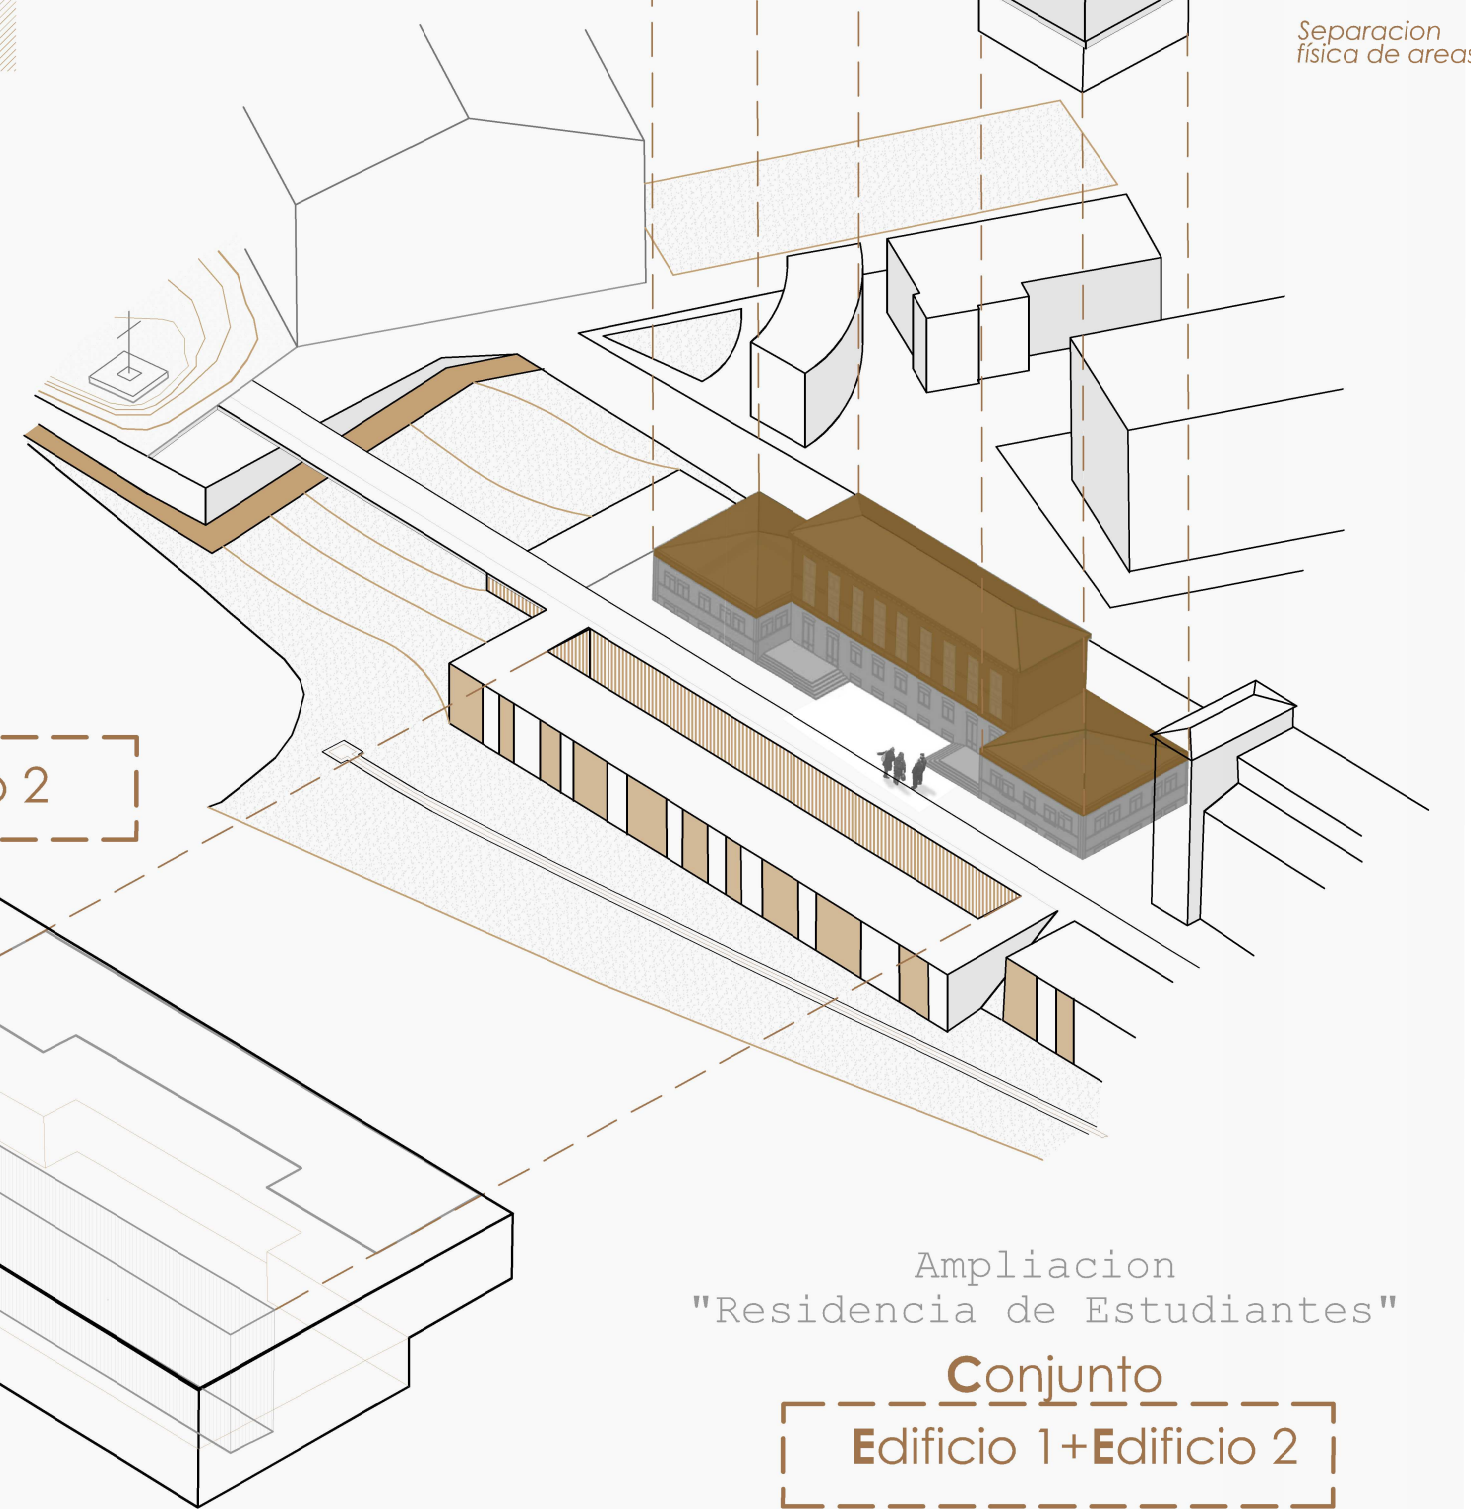 Separacion
física de areas
2
Ampliacion
"Residencia de Estudiantes"
Conjunto
Edificio 1+Edificio 2